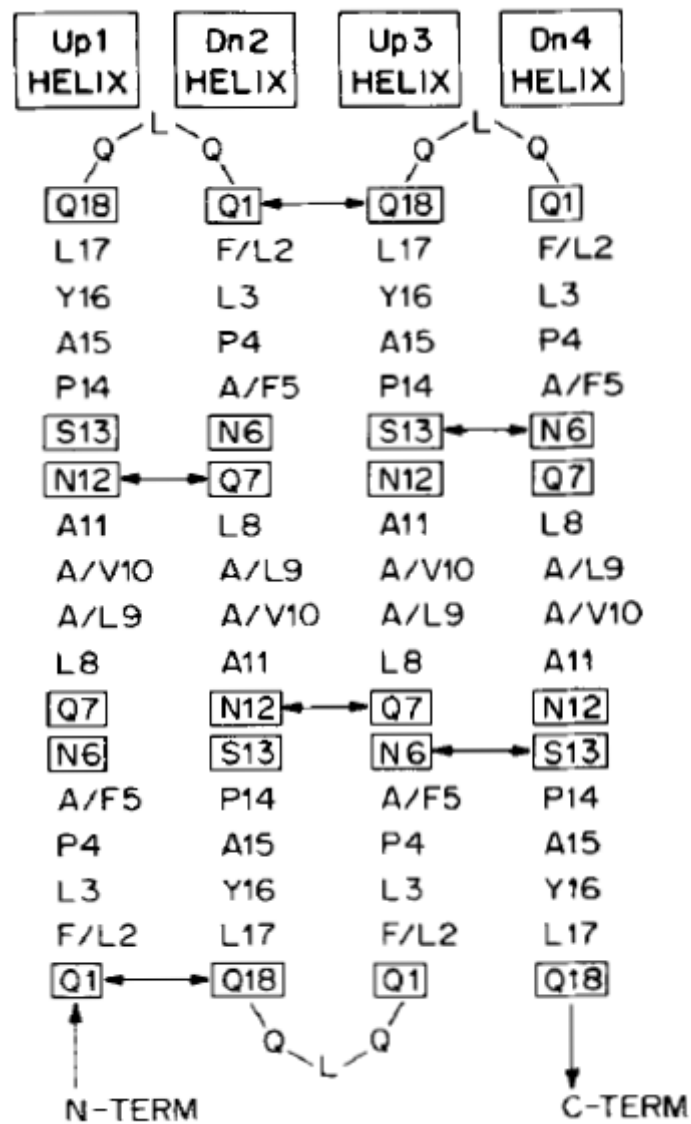 Up1 Dn2 Up3 Dn4
HELIX HELIX HELIX HELIX
L L
Q Q Q Q
Q18 Q1 Q18 Q1
L17 F/L2 L17 F/L2
Y16 L3 Y16 L3
A15 P4 A15 P4
P14 A/F5 P14 A/F5
S13 N6 S13 N6
N12 Q7 N12 Q7
A11 L8 A11 L8
A/V10 A/L9 A/V10 A/L9
A/L9 A/V10 A/L9 A/V10
L8 A11 L8 A11
Q7 N12 Q7 N12
N6 S13 N6 S13
A/F5 P14 A/F5 P14
P4 A15 P4 A15
L3 Y16 L3 Y16
F/L2 L17 F/L2 L17
Q1 Q18 Q1 Q18
Q Q
L
N-TERM C-TERM